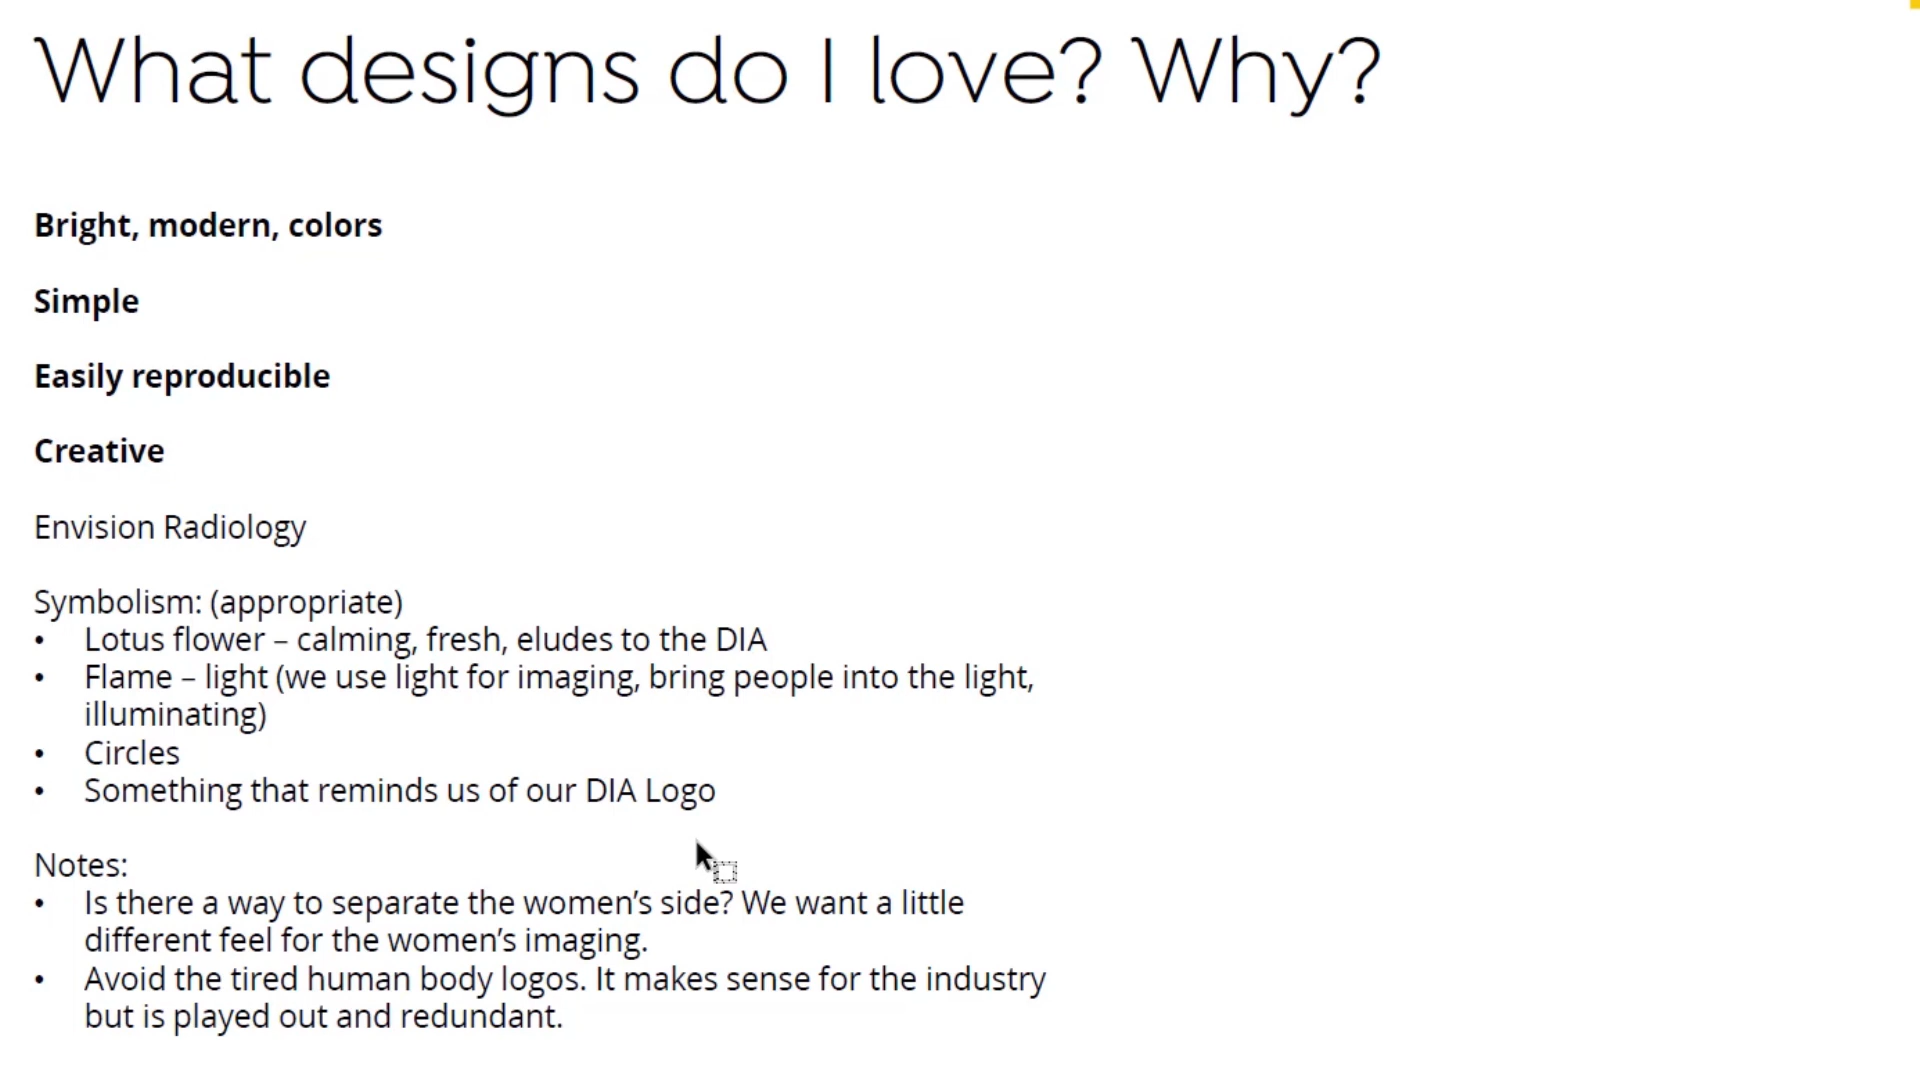 What designs do I love? Why?
Bright, modern, colors
Simple
Easily reproducible
Creative
Envision Radiology
Symbolism: (appropriate)
• Lotus flower – calming, fresh, eludes to the DIA
• Flame – light (we use light for imaging, bring people into the light,
illuminating)
• Circles
• Something that reminds us of our DIA Logo
Notes:
• Is there a way to separate the women’s side? We want a little
different feel for the women’s imaging.
• Avoid the tired human body logos. It makes sense for the industry
but is played out and redundant.